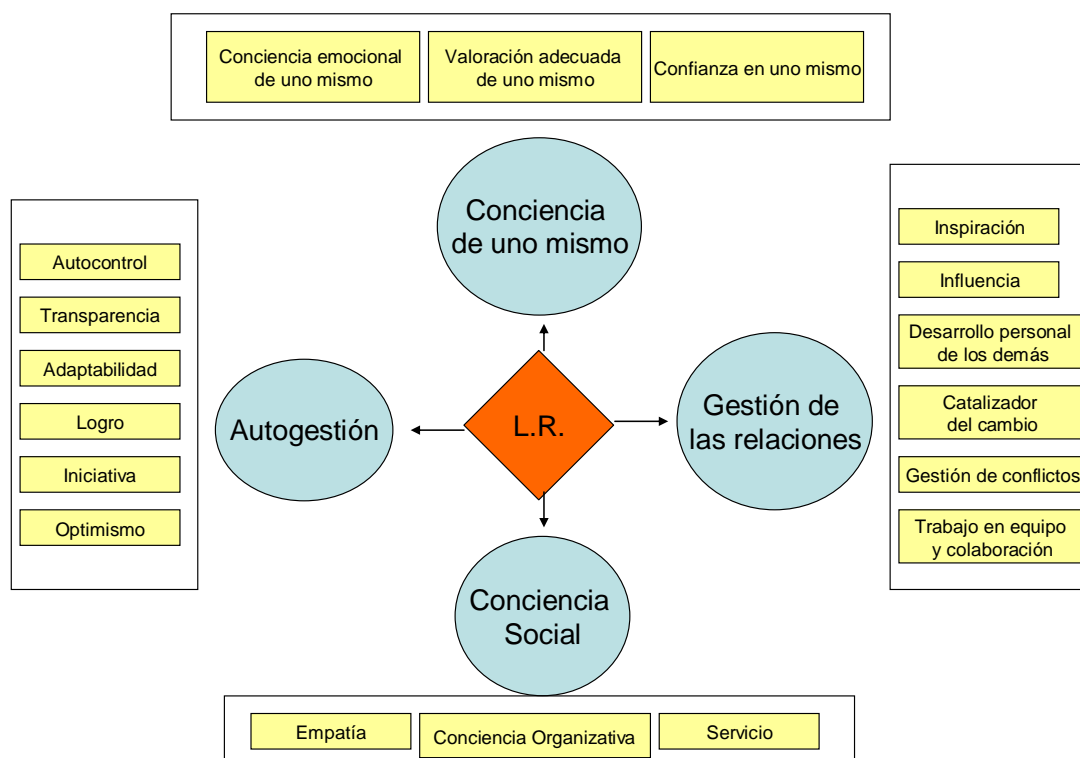 Conciencia emocional
de uno mismo
Valoración adecuada
de uno mismo
Confianza en uno mismo
Conciencia
de uno mismo
Autocontrol
Transparencia
Adaptabilidad
Logro
Iniciativa
Optimismo
Autogestión
L.R.
Gestión de
las relaciones
Inspiración
Influencia
Desarrollo personal
de los demás
Catalizador
del cambio
Gestión de conflictos
Trabajo en equipo
y colaboración
Conciencia
Social
Empatía
Conciencia Organizativa
Servicio